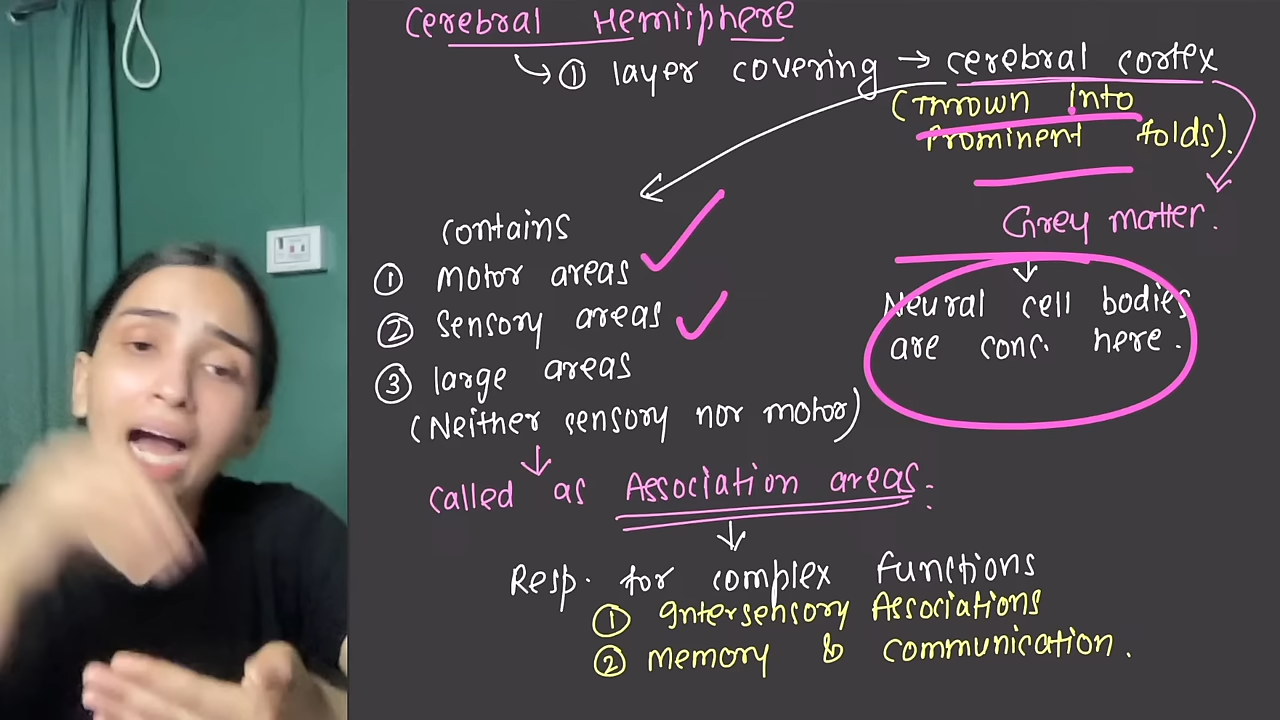 Cerebral Hemisphere
① layer covering → cerebral cortex
(Thrown Into
Prominent folds).
Grey matter.
Neural cell bodies
are conc. here.
contains
① motor areas
② sensory areas
③ large areas
(Neither sensory nor motor)
called as Association areas.
Resp. for complex functions
① Intersensory Associations
② memory & communication.